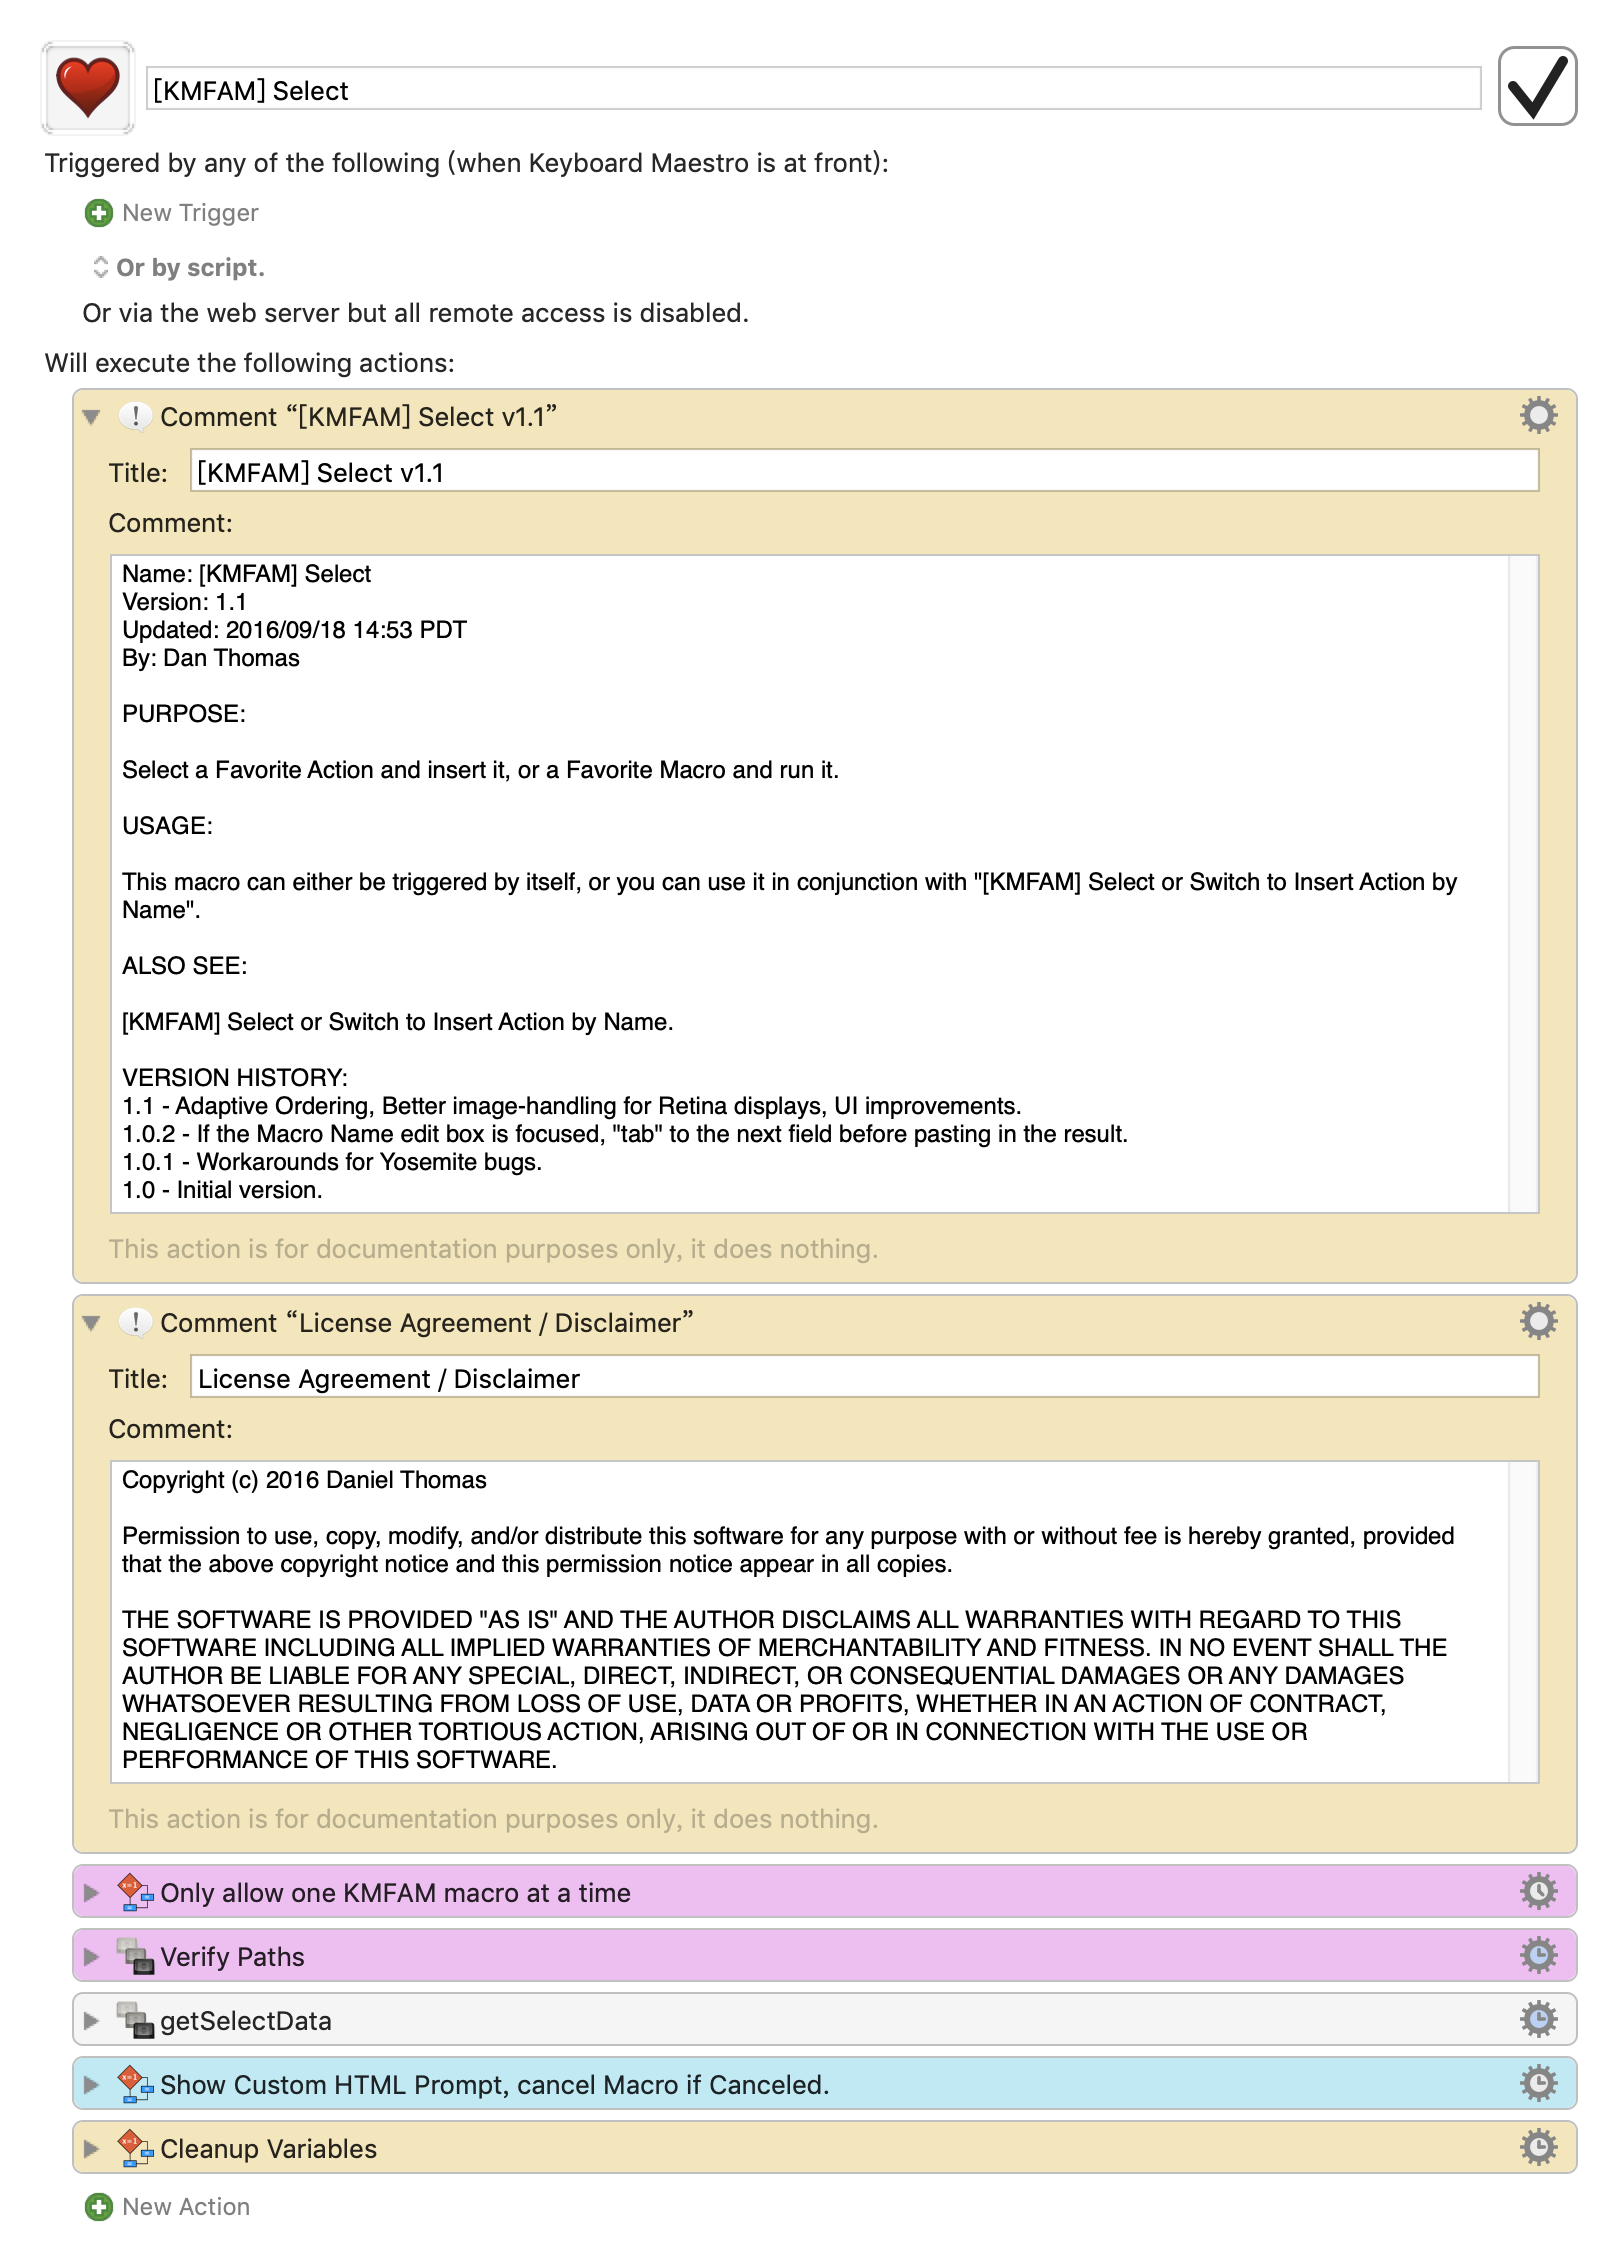 [KMFAM] Select
Triggered by any of the following (when Keyboard Maestro is at front):
New Trigger
Or by script.
Or via the web server but all remote access is disabled.
Will execute the following actions:
Comment “[KMFAM] Select v1.1”
Title: [KMFAM] Select v1.1
Comment:
Name: [KMFAM] Select
Version: 1.1
Updated: 2016/09/18 14:53 PDT
By: Dan Thomas
PURPOSE:
Select a Favorite Action and insert it, or a Favorite Macro and run it.
USAGE:
This macro can either be triggered by itself, or you can use it in conjunction with "[KMFAM] Select or Switch to Insert Action by
Name".
ALSO SEE:
[KMFAM] Select or Switch to Insert Action by Name.
VERSION HISTORY:
1.1 - Adaptive Ordering, Better image-handling for Retina displays, UI improvements.
1.0.2 - If the Macro Name edit box is focused, "tab" to the next field before pasting in the result.
1.0.1 - Workarounds for Yosemite bugs.
1.0 - Initial version.
This action is for documentation purposes only, it does nothing.
Comment “License Agreement / Disclaimer”
Title: License Agreement / Disclaimer
Comment:
Copyright (c) 2016 Daniel Thomas
Permission to use, copy, modify, and/or distribute this software for any purpose with or without fee is hereby granted, provided
that the above copyright notice and this permission notice appear in all copies.
THE SOFTWARE IS PROVIDED "AS IS" AND THE AUTHOR DISCLAIMS ALL WARRANTIES WITH REGARD TO THIS
SOFTWARE INCLUDING ALL IMPLIED WARRANTIES OF MERCHANTABILITY AND FITNESS. IN NO EVENT SHALL THE
AUTHOR BE LIABLE FOR ANY SPECIAL, DIRECT, INDIRECT, OR CONSEQUENTIAL DAMAGES OR ANY DAMAGES
WHATSOEVER RESULTING FROM LOSS OF USE, DATA OR PROFITS, WHETHER IN AN ACTION OF CONTRACT,
NEGLIGENCE OR OTHER TORTIOUS ACTION, ARISING OUT OF OR IN CONNECTION WITH THE USE OR
PERFORMANCE OF THIS SOFTWARE.
This action is for documentation purposes only, it does nothing.
Only allow one KMFAM macro at a time
Verify Paths
getSelectData
Show Custom HTML Prompt, cancel Macro if Canceled.
Cleanup Variables
New Action